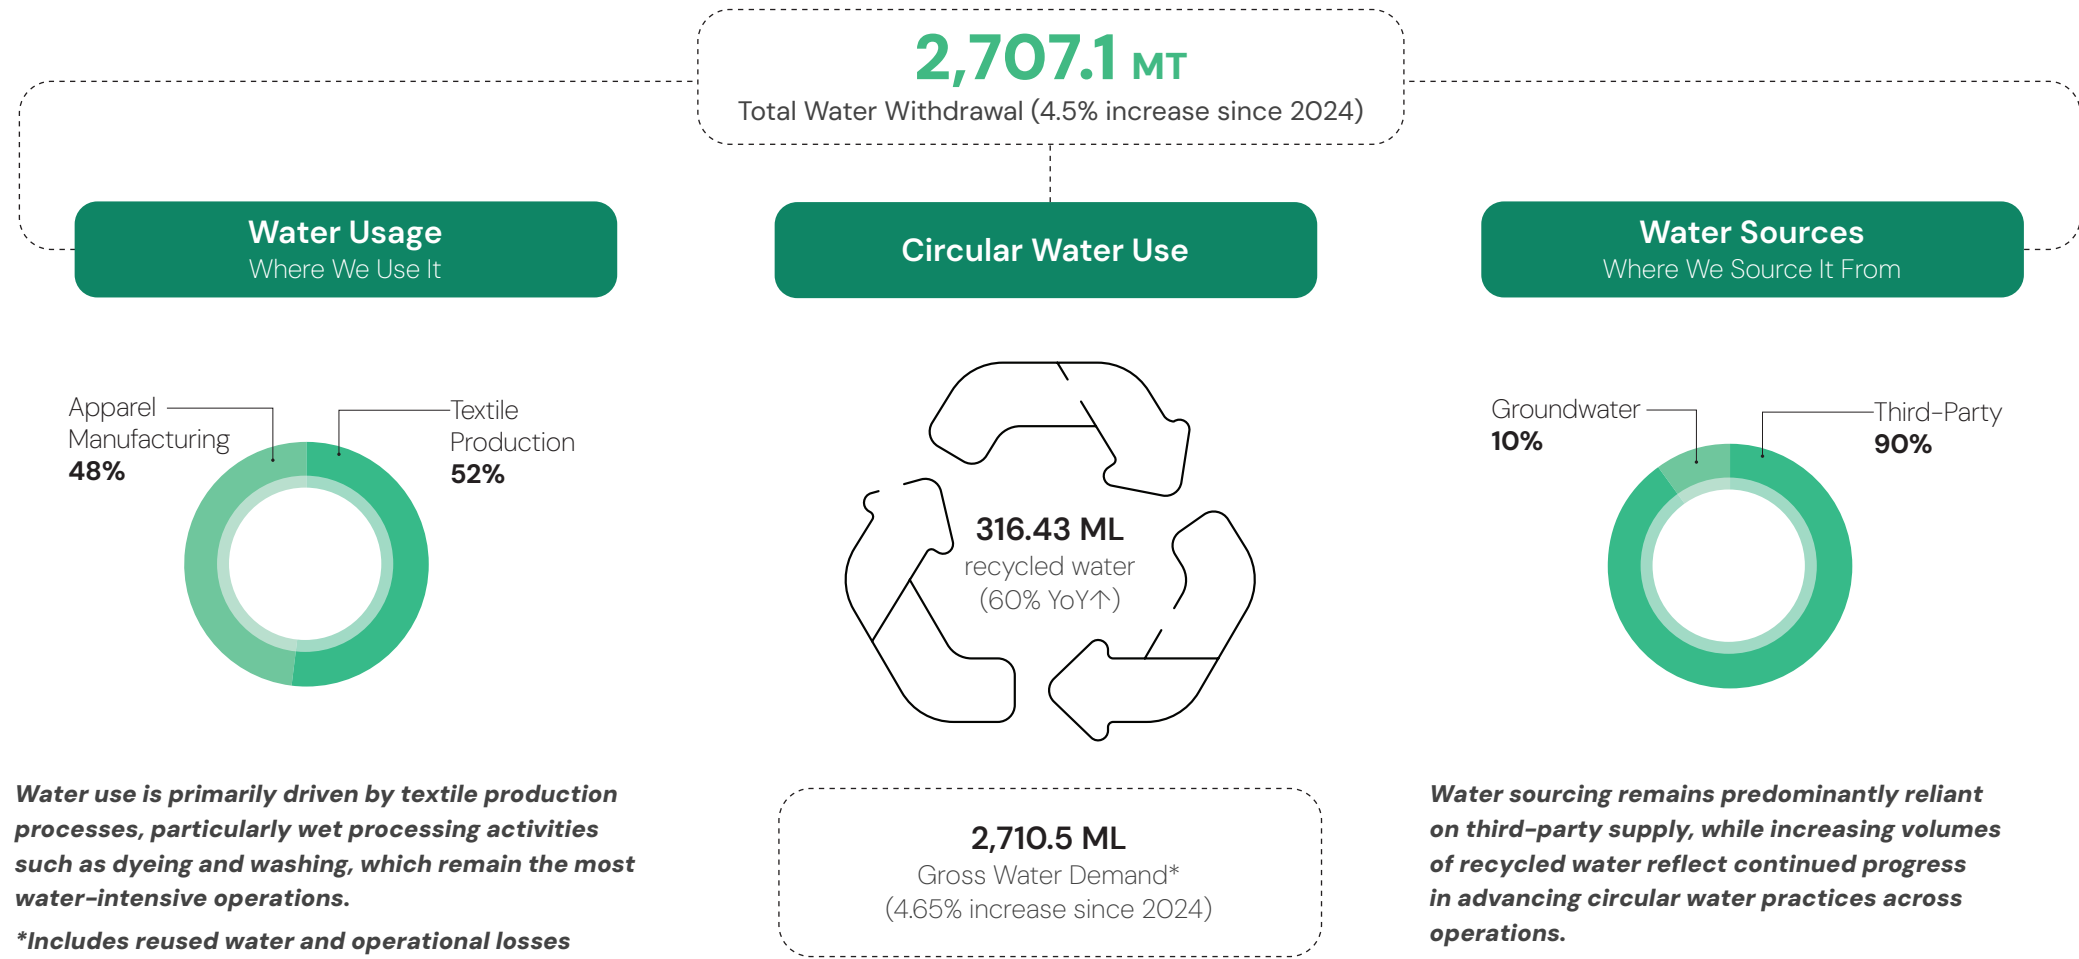 2,707.1 MT
Total Water Withdrawal (4.5% increase since 2024)
Water Usage
Where We Use It
Apparel
Manufacturing
48%
Textile
Production
52%
Water use is primarily driven by textile production
processes, particularly wet processing activities
such as dyeing and washing, which remain the most
water-intensive operations.
*Includes reused water and operational losses
Circular Water Use
316.43 ML
recycled water
(60% YoY↑)
2,710.5 ML
Gross Water Demand*
(4.65% increase since 2024)
Water Sources
Where We Source It From
Groundwater
10%
Third-Party
90%
Water sourcing remains predominantly reliant
on third-party supply, while increasing volumes
of recycled water reflect continued progress
in advancing circular water practices across
operations.